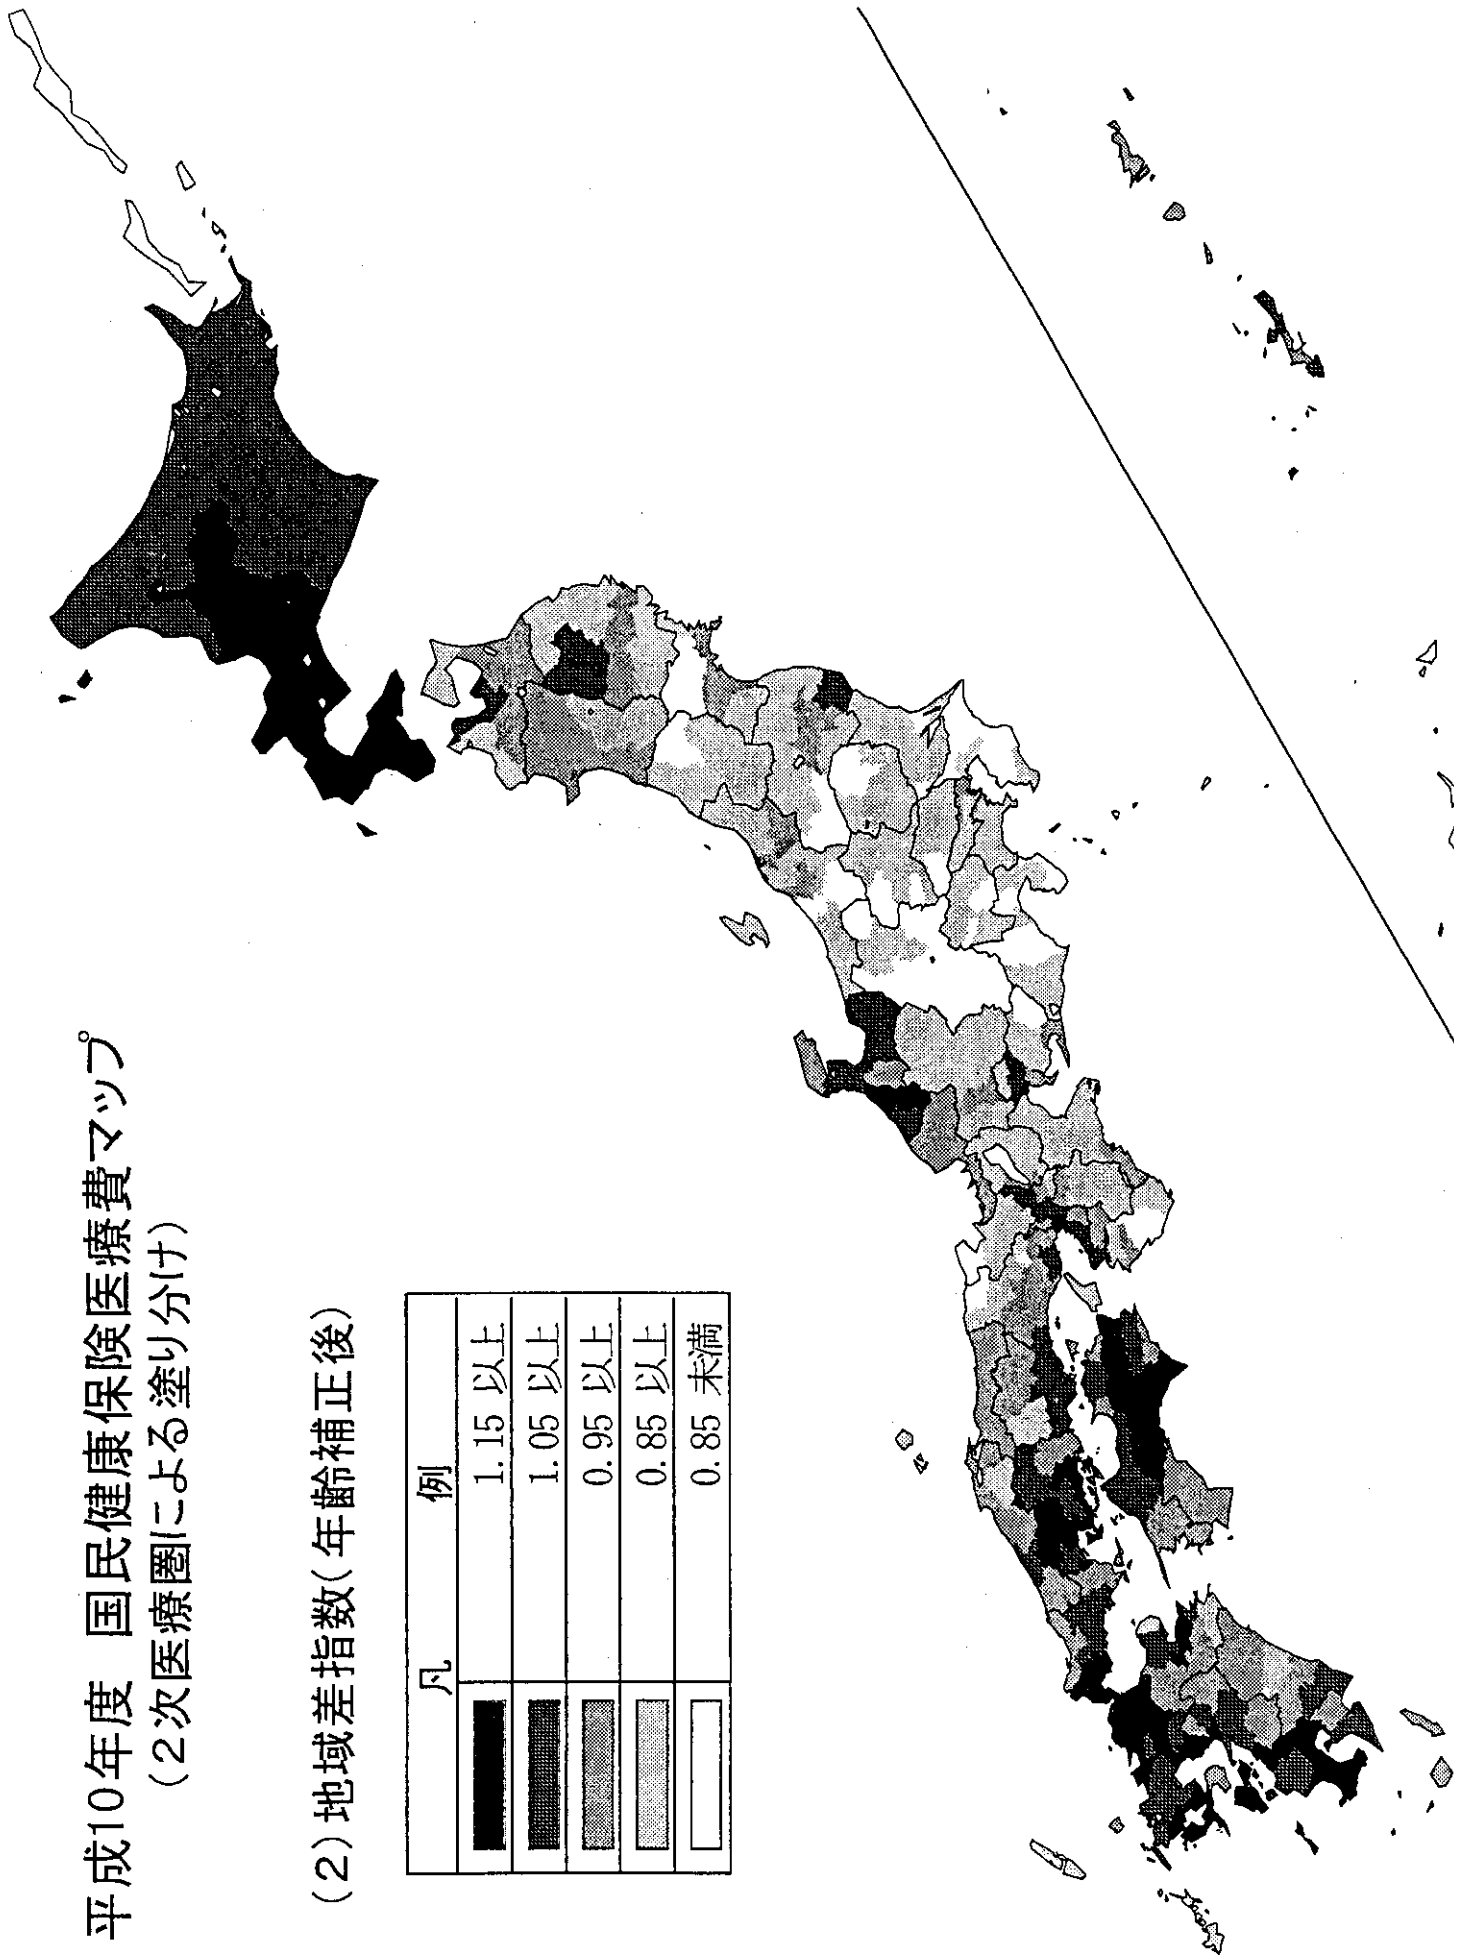 平成10年度 国民健康保険医療費マップ
(2次医療圏による塗り分け)
(2)地域差指数(年齢補正後)
凡 例
1.15 以上
1.05 以上
0.95 以上
0.85 以上
0.85 未満